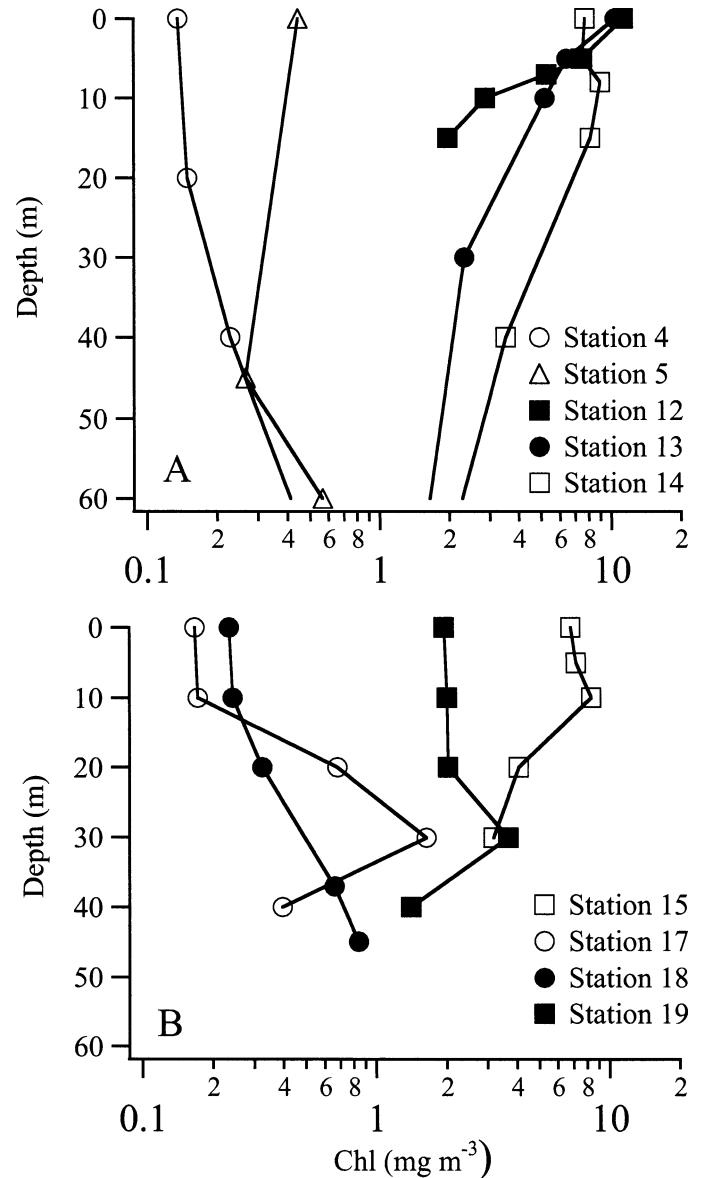 0
10
20
30
40
50
60
Depth (m)
Station 4
Station 5
Station 12
Station 13
Station 14
A
2 4 6 8 2 4 6 8 2
0.1 1 10
0
10
20
30
40
50
60
Depth (m)
Station 15
Station 17
Station 18
Station 19
B
2 4 6 8 2 4 6 8 2
0.1 1 10
Chl (mg m⁻³)